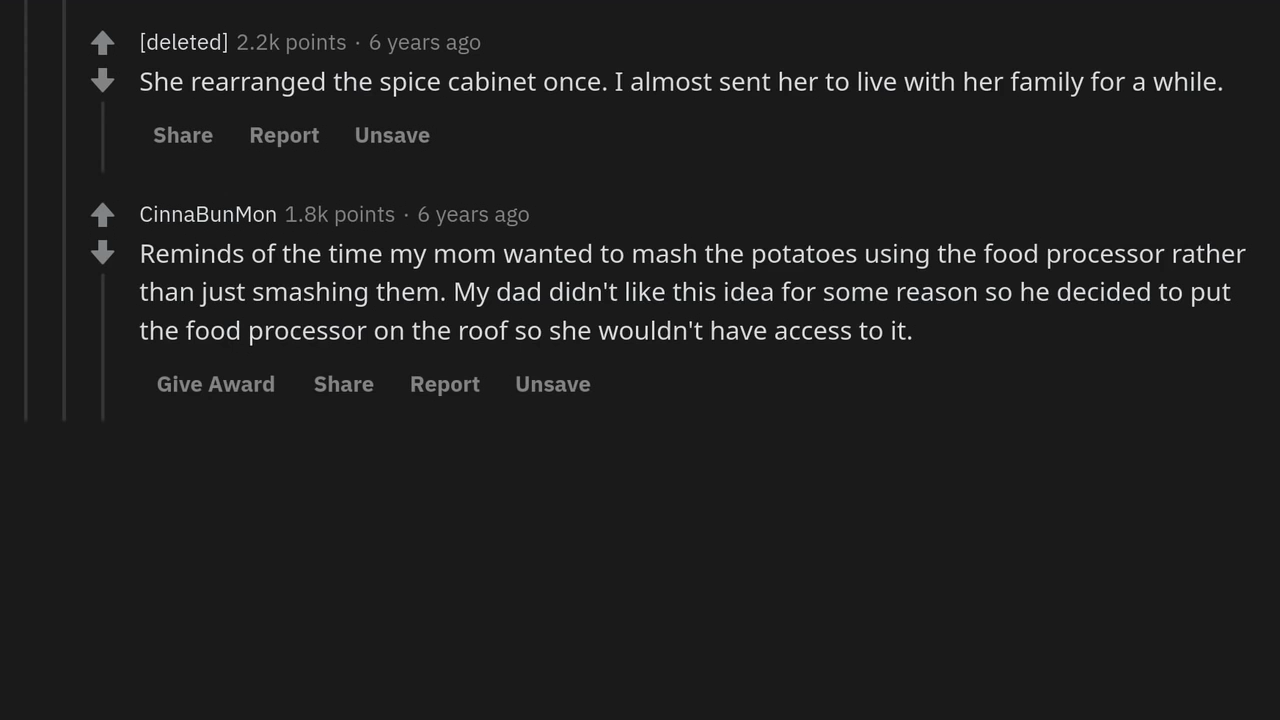 [deleted] 2.2k points · 6 years ago
She rearranged the spice cabinet once. I almost sent her to live with her family for a while.
Share Report Unsave
CinnaBunMon 1.8k points · 6 years ago
Reminds of the time my mom wanted to mash the potatoes using the food processor rather
than just smashing them. My dad didn't like this idea for some reason so he decided to put
the food processor on the roof so she wouldn't have access to it.
Give Award Share Report Unsave